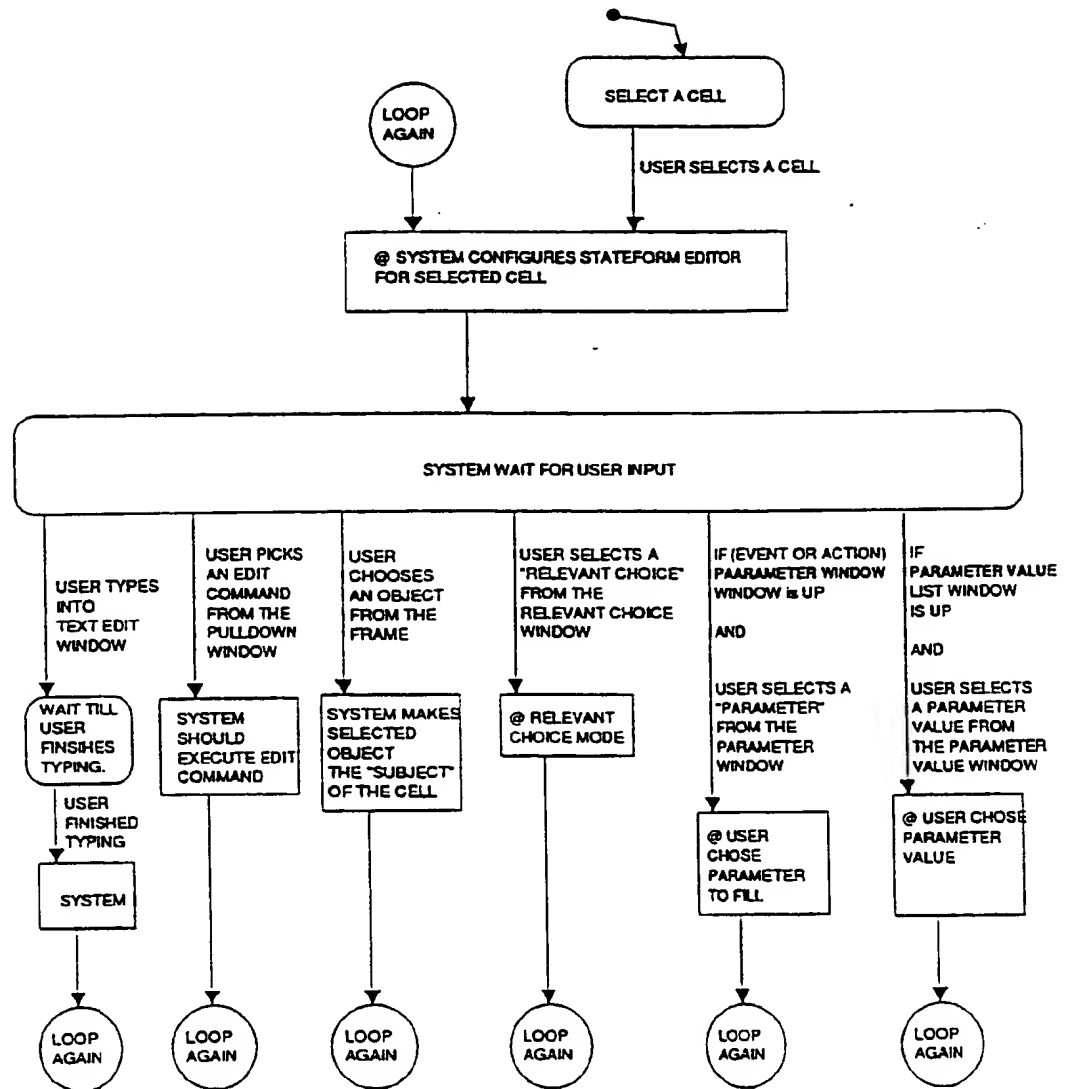 SELECT A CELL
LOOP
AGAIN
USER SELECTS A CELL
@ SYSTEM CONFIGURES STATEFORM EDITOR
FOR SELECTED CELL
SYSTEM WAIT FOR USER INPUT
USER TYPES
INTO
TEXT EDIT
WINDOW
WAIT TILL
USER
FINSIHES
TYPING.
USER
FINISHED
TYPING
SYSTEM
LOOP
AGAIN
USER PICKS
AN EDIT
COMMAND
FROM THE
PULLDOWN
WINDOW
SYSTEM
SHOULD
EXECUTE EDIT
COMMAND
LOOP
AGAIN
USER
CHOOSES
AN OBJECT
FROM THE
FRAME
SYSTEM MAKES
SELECTED
OBJECT
THE "SUBJECT"
OF THE CELL
LOOP
AGAIN
USER SELECTS A
"RELEVANT CHOICE"
FROM THE
RELEVANT CHOICE
WINDOW
@ RELEVANT
CHOICE MODE
LOOP
AGAIN
IF (EVENT OR ACTION)
PAARAMETER WINDOW
WINDOW is UP
AND
USER SELECTS A
"PARAMETER"
FROM THE
PARAMETER
WINDOW
@ USER
CHOSE
PARAMETER
TO FILL
LOOP
AGAIN
IF
PARAMETER VALUE
LIST WINDOW
IS UP
AND
USER SELECTS
A PARAMETER
VALUE FROM
THE PARAMETER
VALUE WINDOW
@ USER CHOSE
PARAMETER
VALUE
LOOP
AGAIN